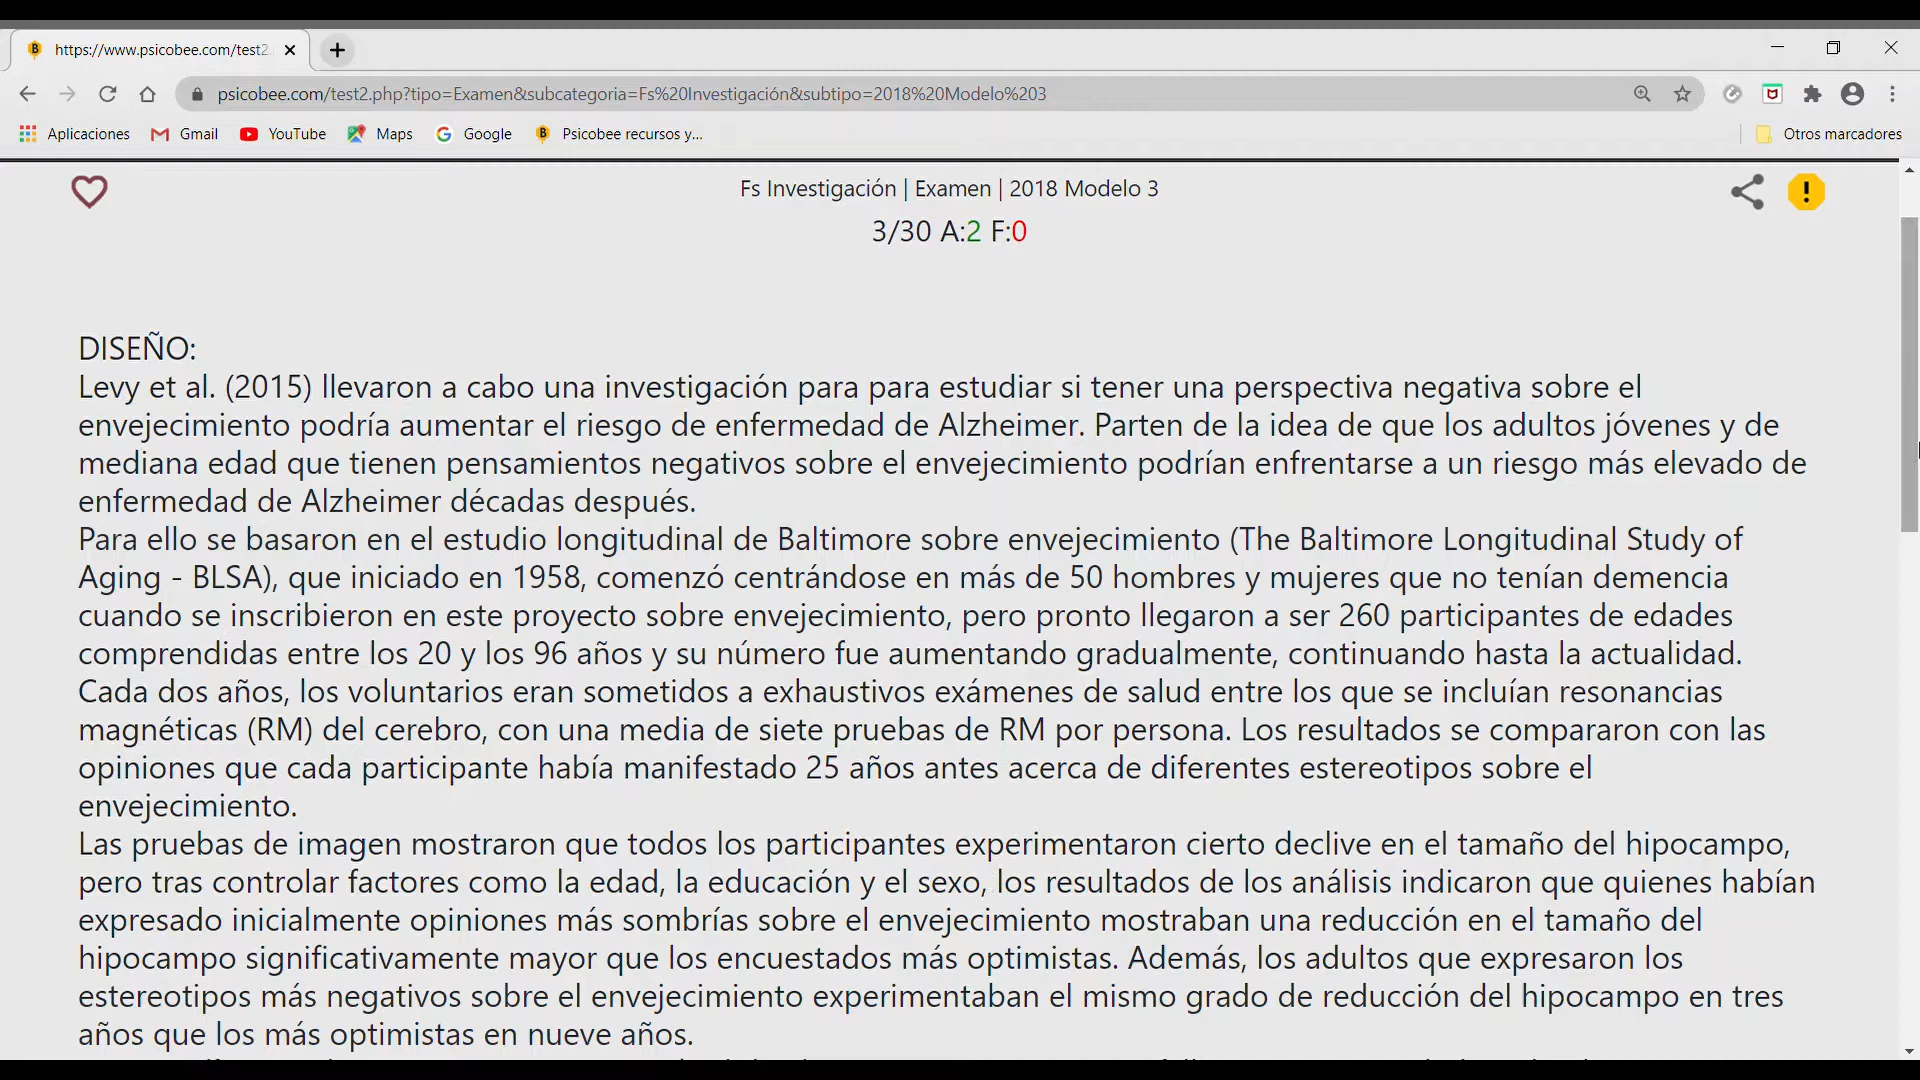 https://www.psicobee.com/test2
psicobee.com/test2.php?tipo=Examen&subcategoria=Fs%20Investigación&subtipo=2018%20Modelo%203
Aplicaciones Gmail YouTube Maps Google Psicobee recursos y... Otros marcadores
Fs Investigación | Examen | 2018 Modelo 3
3/30 A:2 F:0
DISEÑO:
Levy et al. (2015) llevaron a cabo una investigación para para estudiar si tener una perspectiva negativa sobre el
envejecimiento podría aumentar el riesgo de enfermedad de Alzheimer. Parten de la idea de que los adultos jóvenes y de
mediana edad que tienen pensamientos negativos sobre el envejecimiento podrían enfrentarse a un riesgo más elevado de
enfermedad de Alzheimer décadas después.
Para ello se basaron en el estudio longitudinal de Baltimore sobre envejecimiento (The Baltimore Longitudinal Study of
Aging - BLSA), que iniciado en 1958, comenzó centrándose en más de 50 hombres y mujeres que no tenían demencia
cuando se inscribieron en este proyecto sobre envejecimiento, pero pronto llegaron a ser 260 participantes de edades
comprendidas entre los 20 y los 96 años y su número fue aumentando gradualmente, continuando hasta la actualidad.
Cada dos años, los voluntarios eran sometidos a exhaustivos exámenes de salud entre los que se incluían resonancias
magnéticas (RM) del cerebro, con una media de siete pruebas de RM por persona. Los resultados se compararon con las
opiniones que cada participante había manifestado 25 años antes acerca de diferentes estereotipos sobre el
envejecimiento.
Las pruebas de imagen mostraron que todos los participantes experimentaron cierto declive en el tamaño del hipocampo,
pero tras controlar factores como la edad, la educación y el sexo, los resultados de los análisis indicaron que quienes habían
expresado inicialmente opiniones más sombrías sobre el envejecimiento mostraban una reducción en el tamaño del
hipocampo significativamente mayor que los encuestados más optimistas. Además, los adultos que expresaron los
estereotipos más negativos sobre el envejecimiento experimentaban el mismo grado de reducción del hipocampo en tres
años que los más optimistas en nueve años.